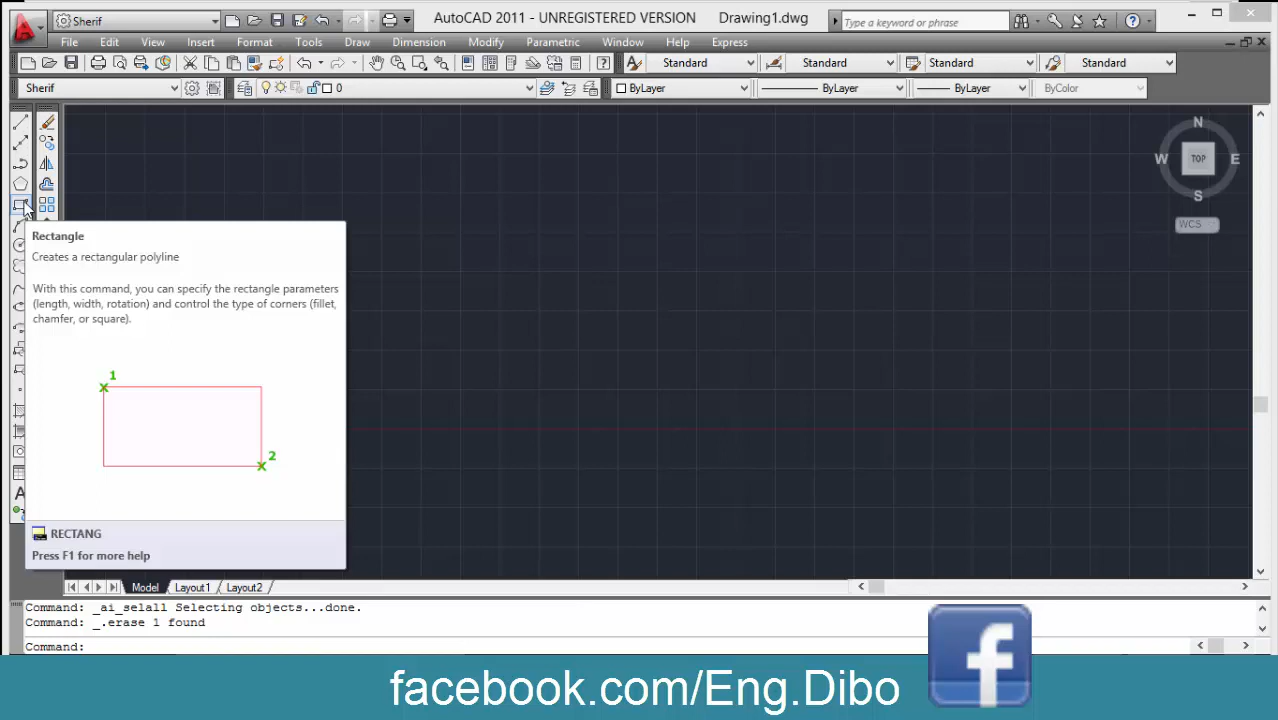 Sherif
AutoCAD 2011 - UNREGISTERED VERSION
Drawing1.dwg
Type a keyword or phrase
File Edit View Insert Format Tools Draw Dimension Modify Parametric Window Help Express
Standard Standard Standard Standard
Sherif 0 ByLayer ByLayer ByLayer ByColor
N
W TOP E
S
WCS
Rectangle
Creates a rectangular polyline
With this command, you can specify the rectangle parameters
(length, width, rotation) and control the type of corners (fillet,
chamfer, or square).
1
2
RECTANG
Press F1 for more help
A
Model Layout1 Layout2
Command: _ai_selall Selecting objects...done.
Command: _.erase 1 found
Command:
f
facebook.com/Eng.Dibo